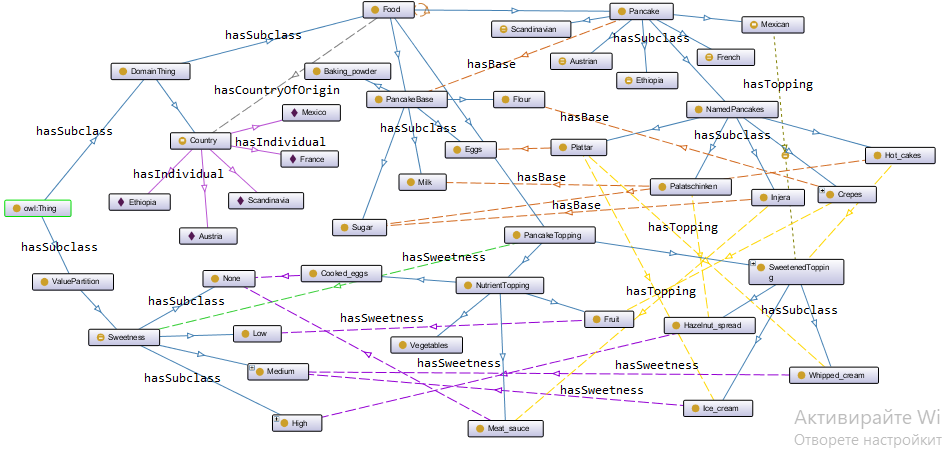 Food
Pancake
Scandinavian
Mexican
hasSubclass
hasSubclass
French
Austrian
Ethiopia
hasBase
DomainThing
Baking_powder
hasTopping
hasCountryOfOrigin
PancakeBase
Flour
NamedPancakes
Mexico
hasBase
hasSubclass
hasSubclass
hasSubclass
Country
hasIndividual
Eggs
Plattar
Hot_cakes
France
hasIndividual
hasBase
Milk
Palatschinken
Ethiopia
Scandinavia
Injera
Crepes
owl:Thing
hasBase
Sugar
hasTopping
Austria
PancakeTopping
hasSubclass
hasSweetness
SweetenedToppin
g
ValuePartition
None
Cooked_eggs
NutrientTopping
hasTopping
hasSubclass
hasSubclass
hasSweetness
Fruit
Hazelnut_spread
Sweetness
Low
Vegetables
hasSweetness
Medium
Whipped_cream
hasSubclass
hasSweetness
Ice_cream
High
Meat_sauce
Активирайте Wi
Отворете настройкит